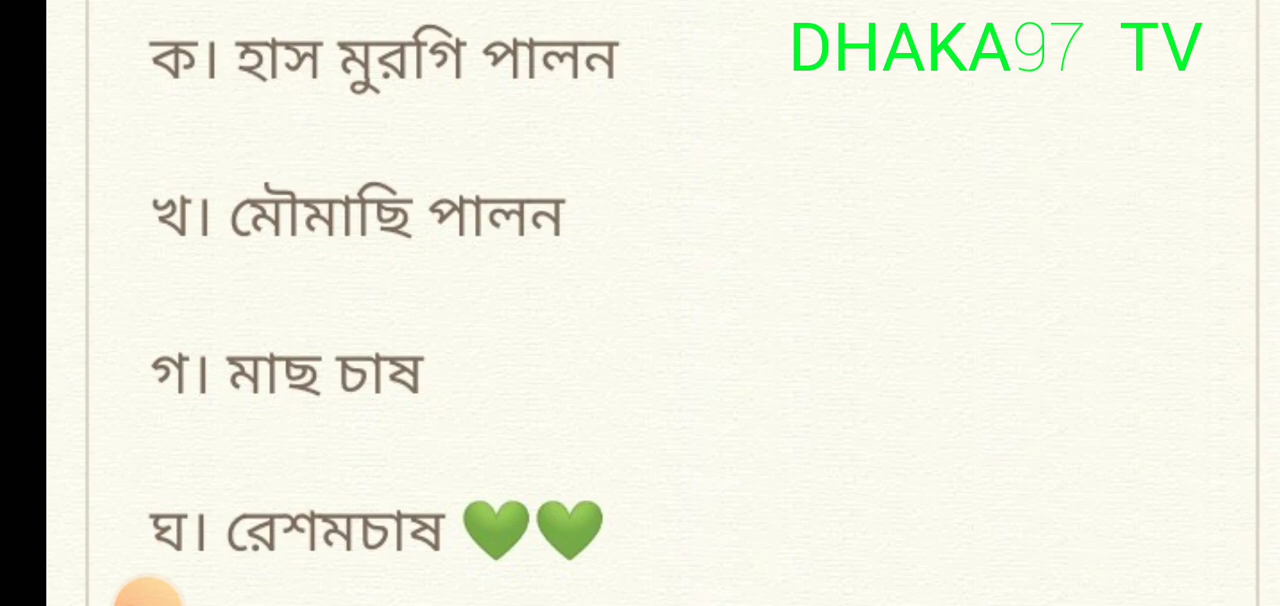 ক। হাস মুরগি পালন DHAKA97 TV
খ। মৌমাছি পালন
গ। মাছ চাষ
ঘ। রেশমচাষ 💚💚